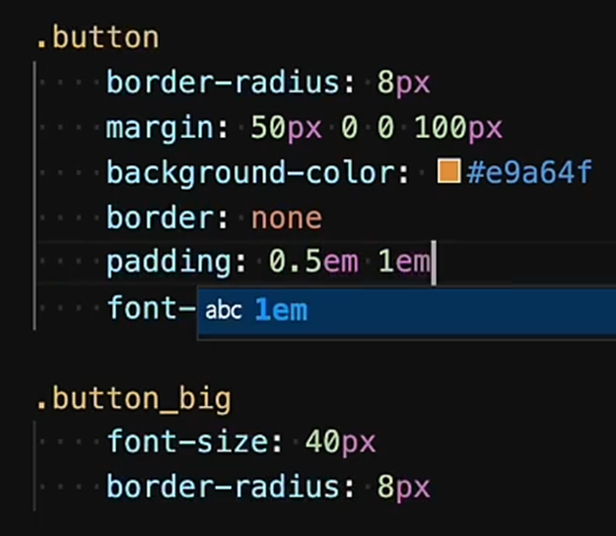 .button
border-radius: 8px
margin: 50px 0 0 100px
background-color: #e9a64f
border: none
padding: 0.5em 1em
font-
abc 1em
.button_big
font-size: 40px
border-radius: 8px